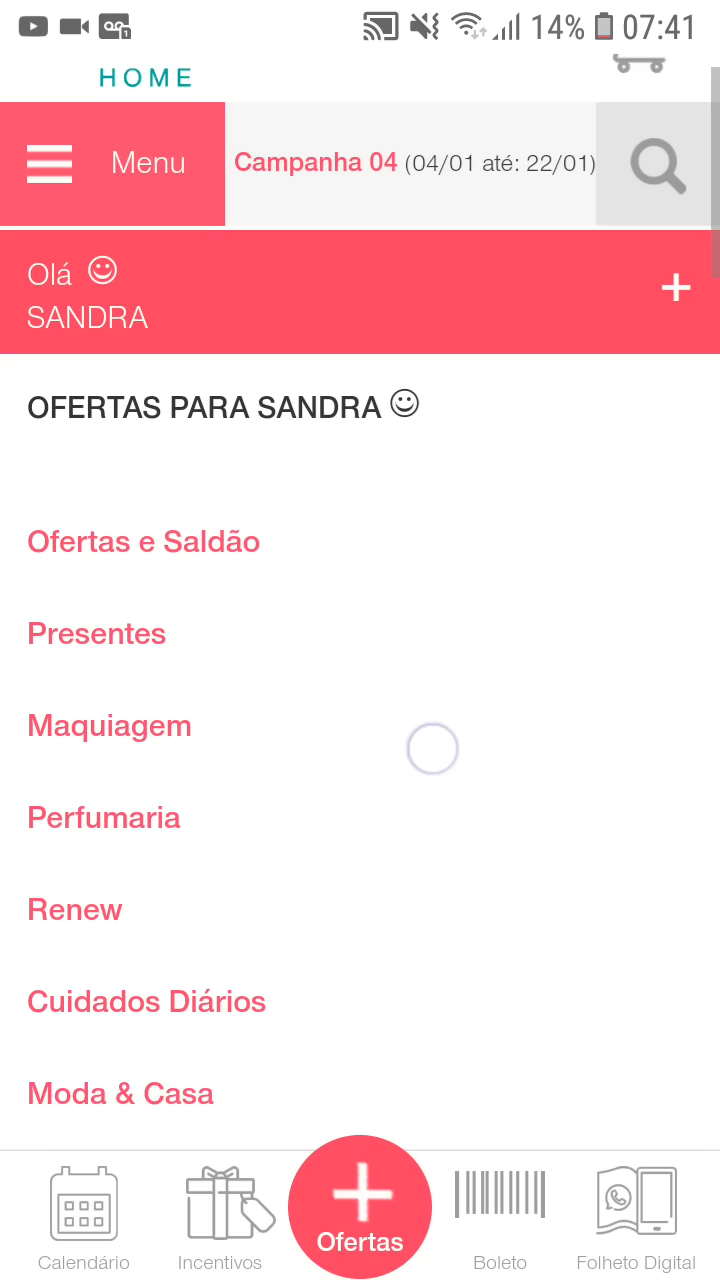 14% 07:41
HOME
Menu
Campanha 04 (04/01 até: 22/01)
Olá
SANDRA
+
OFERTAS PARA SANDRA
Ofertas e Saldão
Presentes
Maquiagem
Perfumaria
Renew
Cuidados Diários
Moda & Casa
Calendário
Incentivos
Ofertas
Boleto
Folheto Digital